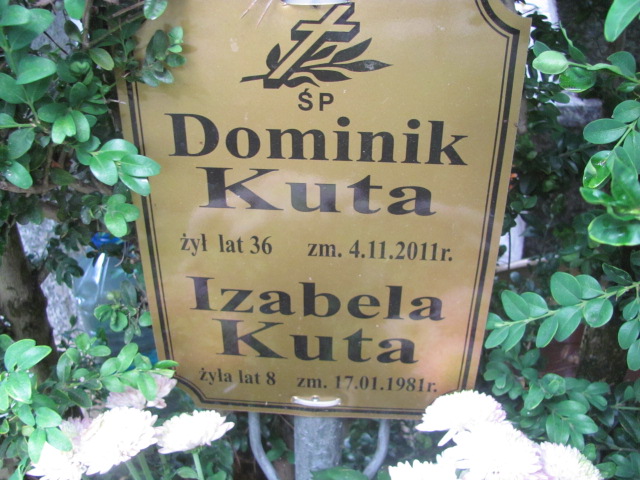 ŚP
Dominik
Kuta
żył lat 36 zm. 4.11.2011r.
Izabela
Kuta
żyła lat 8 zm. 17.01.1981r.